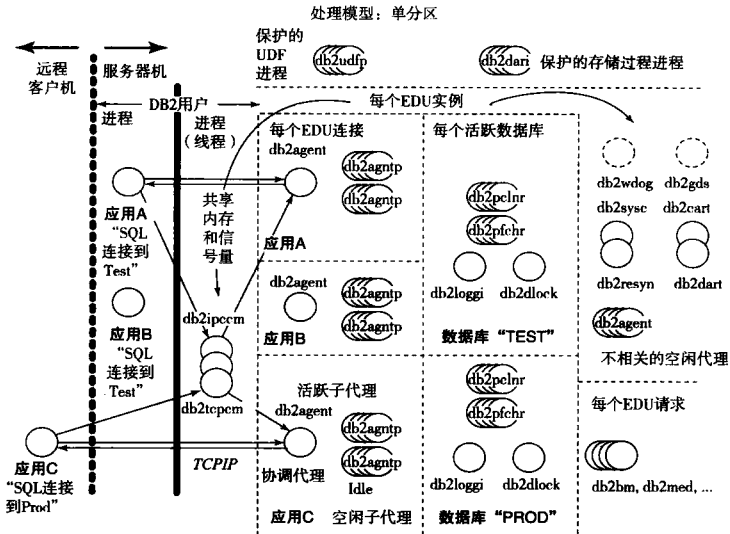 处理模型：单分区
保护的
UDF
进程
db2udfp
db2dari
保护的存储过程进程
远程
客户机
服务器机
DB2用户
进程
进程
（线程）
每个EDU实例
每个EDU连接
db2agent
db2agntp
db2agntp
应用A
每个活跃数据库
db2pclnr
db2pfchr
db2loggi
db2dlock
数据库“TEST”
db2wdog
db2gds
db2sysc
db2cart
db2resyn
db2dart
db2agent
不相关的空闲代理
应用A
“SQL
连接到
Test”
共享
内存
和信
号量
db2agent
db2agntp
db2agntp
应用B
应用B
“SQL
连接到
Test”
db2ipccm
db2tcpcm
活跃子代理
db2agent
db2agntp
db2agntp
Idle
协调代理
应用C
空闲子代理
db2pclnr
db2pfchr
db2loggi
db2dlock
数据库“PROD”
每个EDU请求
db2bm, db2med, ...
应用C
“SQL连接
到Prod”
TCPIP